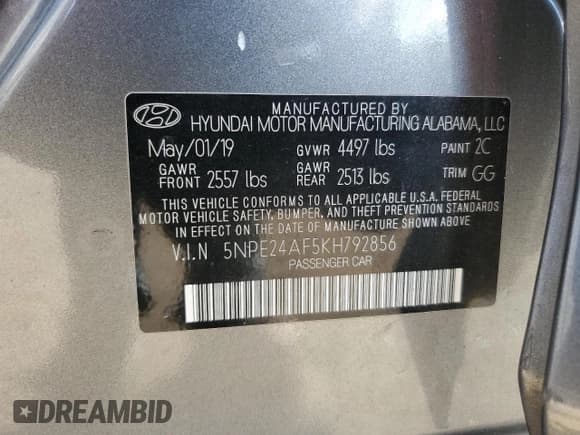 MANUFACTURED BY
HYUNDAI MOTOR MANUFACTURING ALABAMA, LLC
May/01/19 GVWR 4497 lbs PAINT 2C
GAWR FRONT 2557 lbs GAWR REAR 2513 lbs TRIM GG
THIS VEHICLE CONFORMS TO ALL APPLICABLE U.S.A. FEDERAL
MOTOR VEHICLE SAFETY, BUMPER, AND THEFT PREVENTION STANDARDS
IN EFFECT ON THE DATE OF MANUFACTURE SHOWN ABOVE.
V.I.N 5NPE24AF5KH792856
PASSENGER CAR
DREAMBID